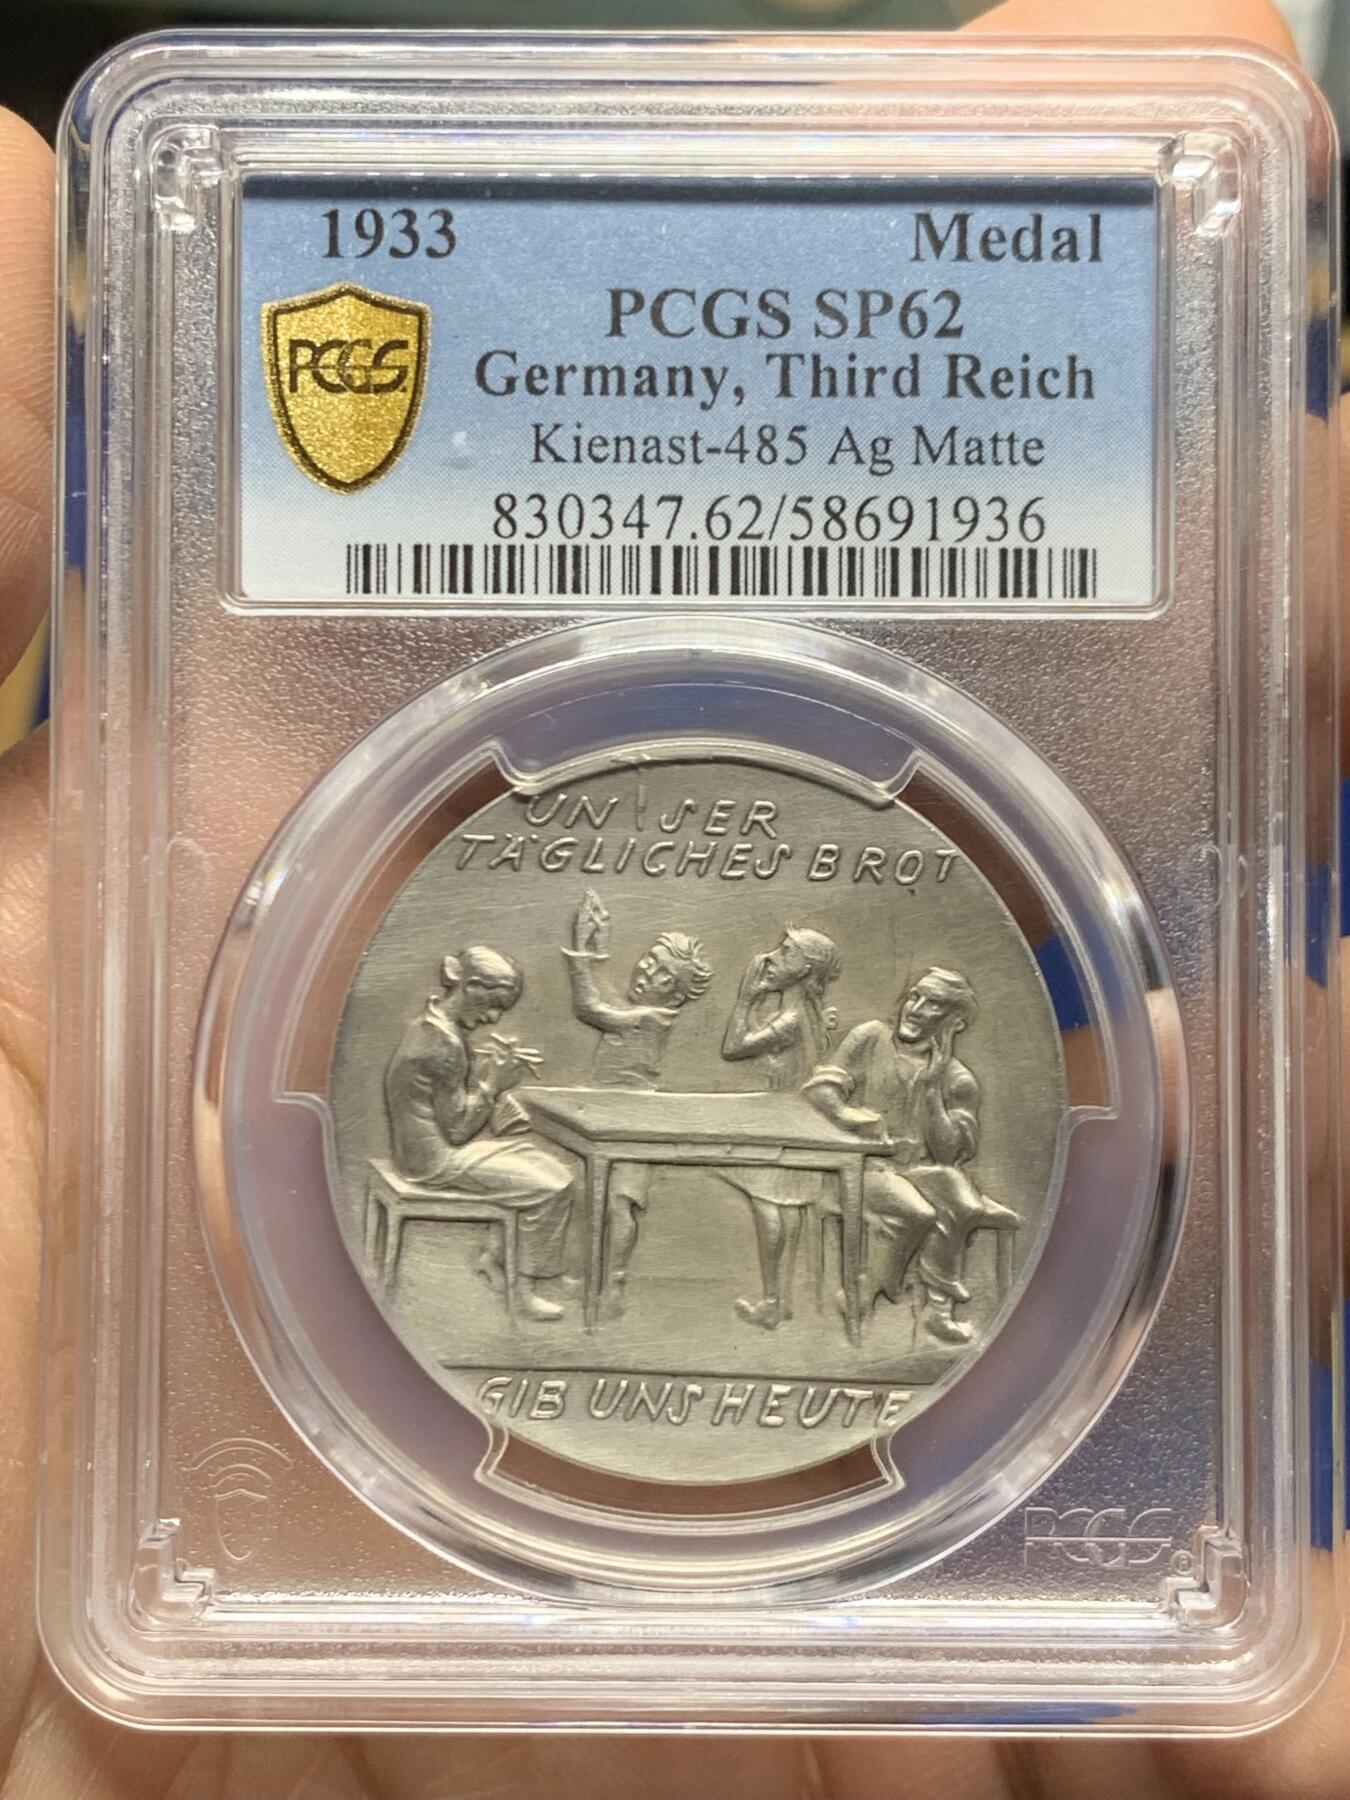 1933 Medal
PCGS SP62
PCGS
Germany, Third Reich
Kienast-485 Ag Matte
830347.62/58691936
UNSER
TÄGLICHES BROT
GIB UNS HEUTE
PCGS